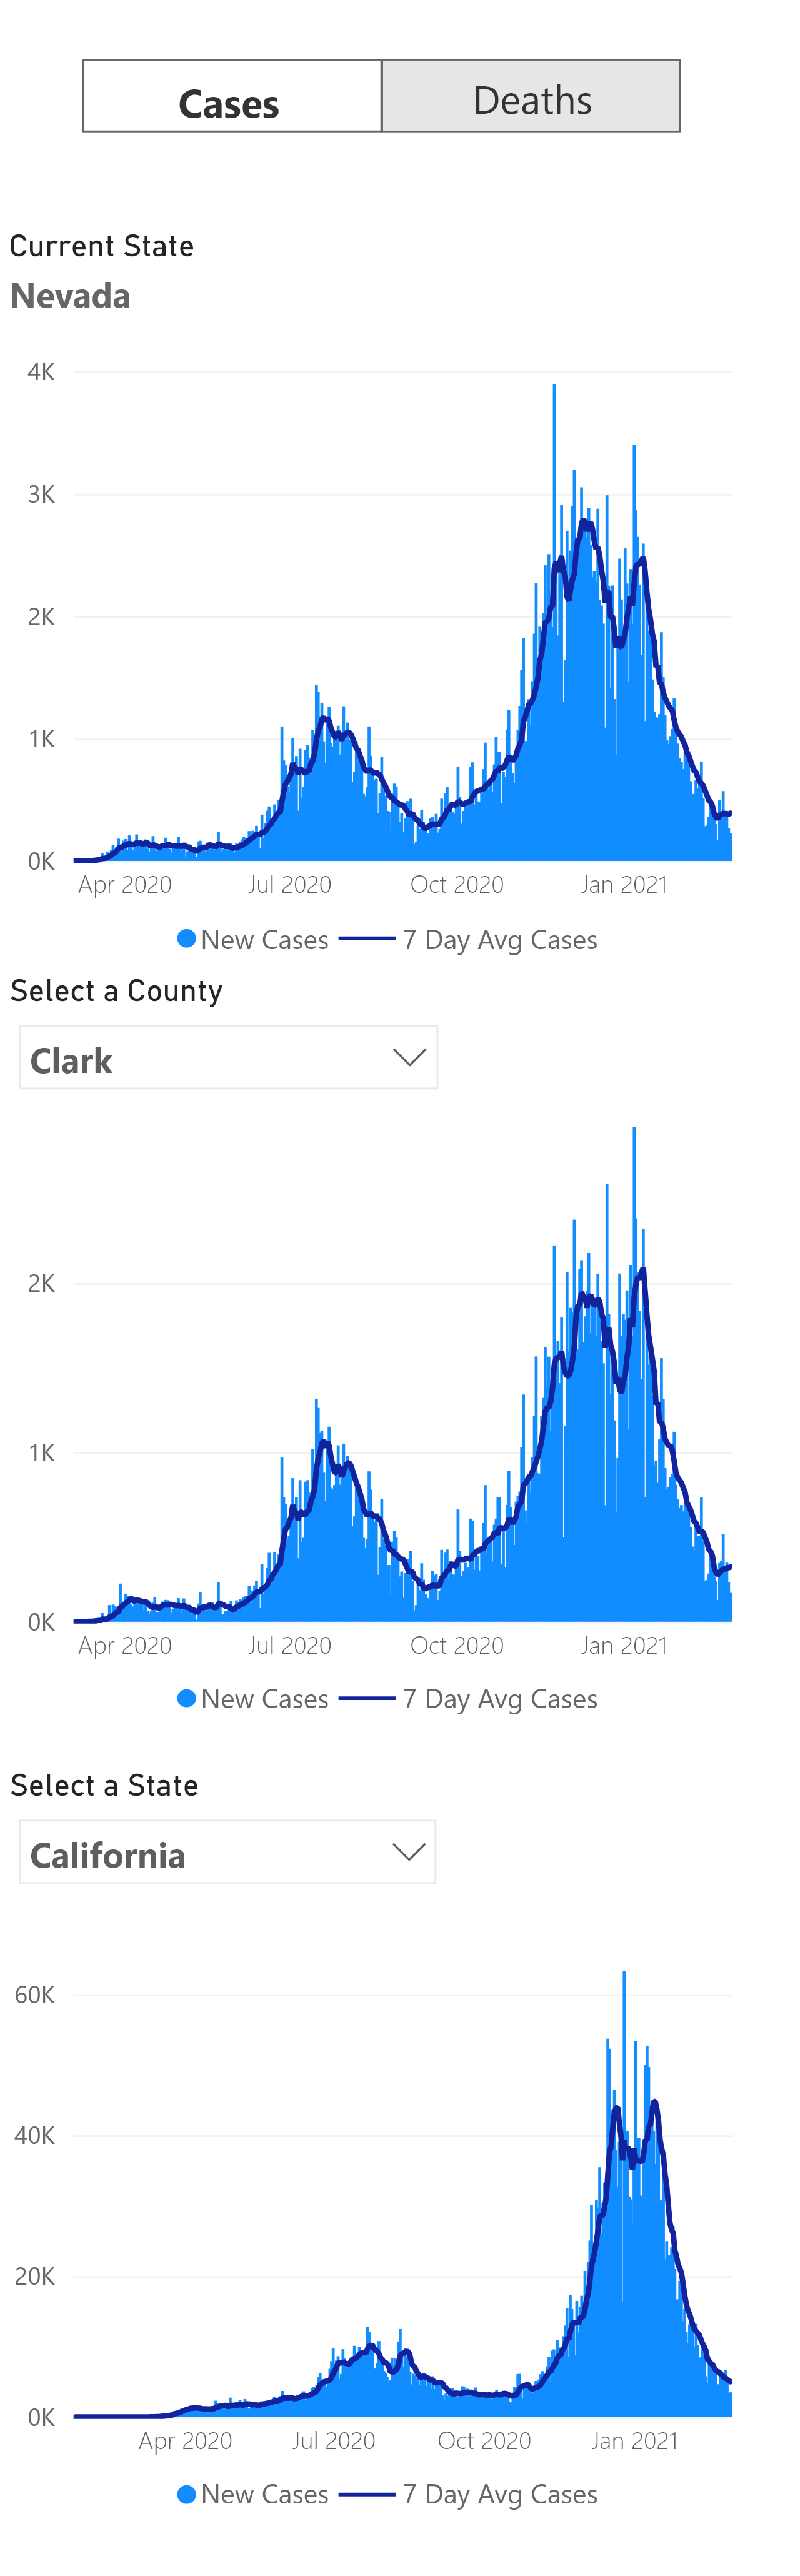 Cases Deaths
Current State
Nevada
4K
3K
2K
1K
0K
Apr 2020 Jul 2020 Oct 2020 Jan 2021
New Cases 7 Day Avg Cases
Select a County
Clark
2K
1K
0K
Apr 2020 Jul 2020 Oct 2020 Jan 2021
New Cases 7 Day Avg Cases
Select a State
California
60K
40K
20K
0K
Apr 2020 Jul 2020 Oct 2020 Jan 2021
New Cases 7 Day Avg Cases